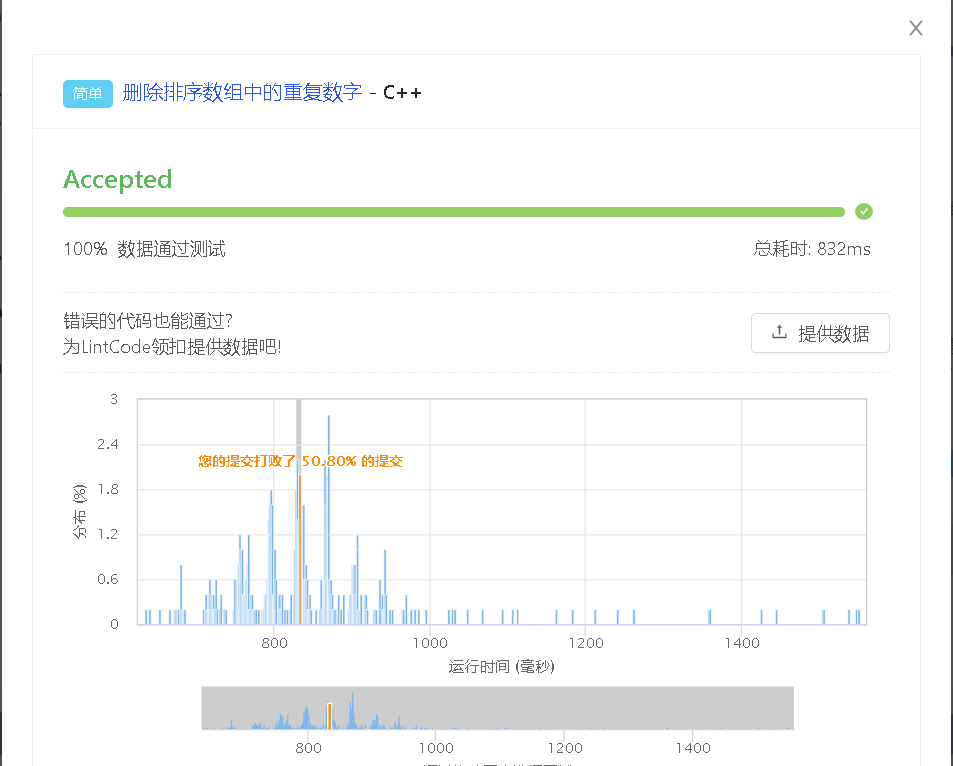 简单 删除排序数组中的重复数字 - C++
Accepted
100% 数据通过测试 总耗时: 832ms
错误的代码也能通过?
为LintCode领扣提供数据吧!
提供数据
3
2.4
您的提交打败了 50.80% 的提交
1.8
分布 (%)
1.2
0.6
0
800 1000 1200 1400
运行时间 (毫秒)
800 1000 1200 1400